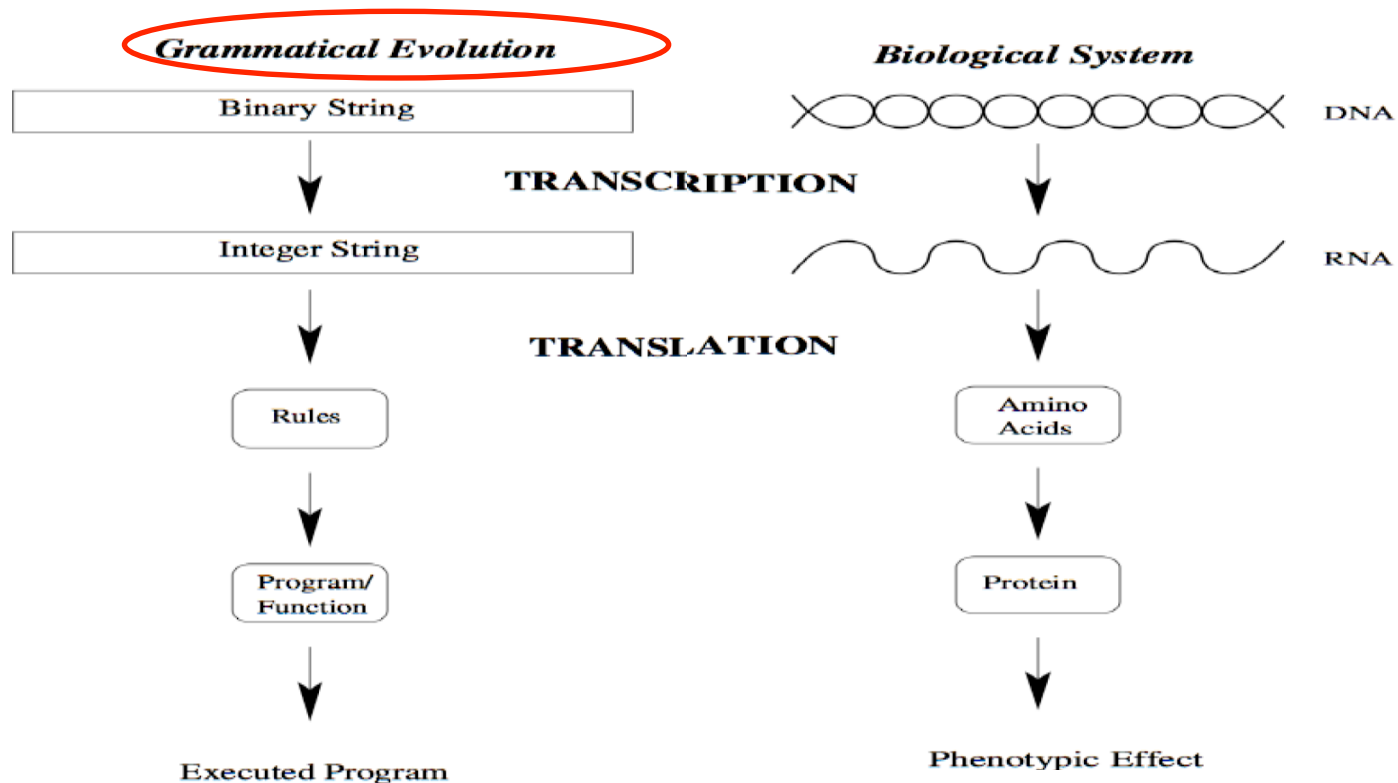 Grammatical Evolution
Biological System
Binary String
DNA
TRANSCRIPTION
Integer String
RNA
TRANSLATION
Rules
Amino
Acids
Program/
Function
Protein
Executed Program
Phenotypic Effect